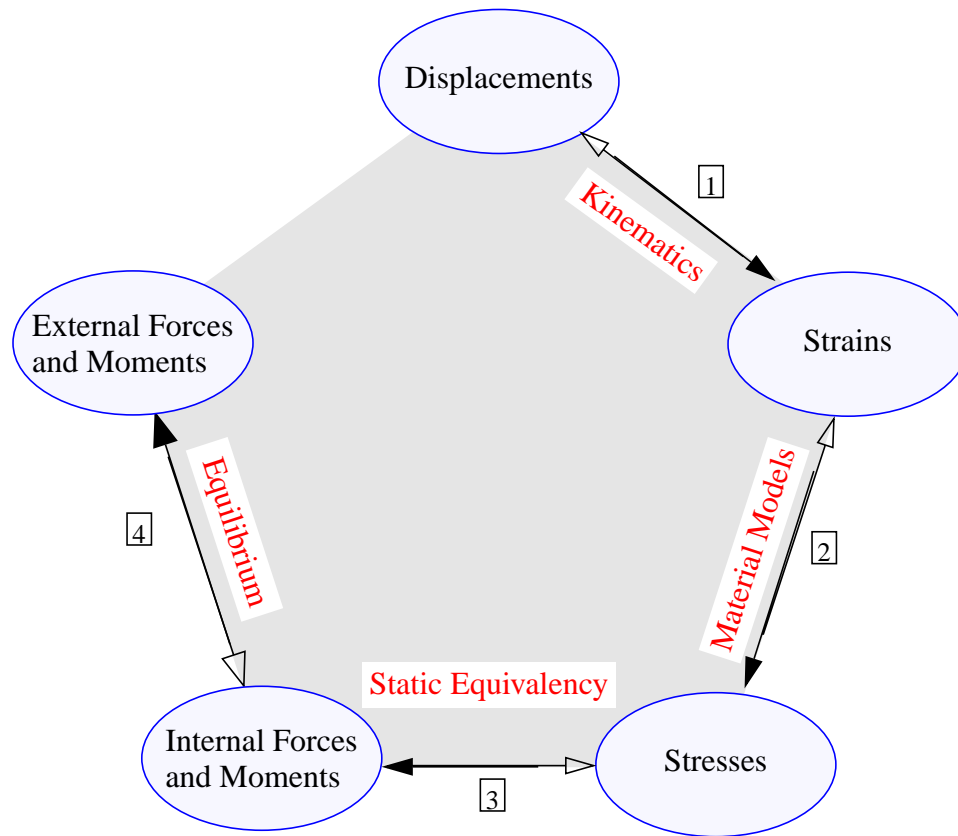 Displacements
1
Kinematics
External Forces
and Moments
Strains
Equilibrium
4
Material Models
2
Static Equivalency
Internal Forces
and Moments
Stresses
3